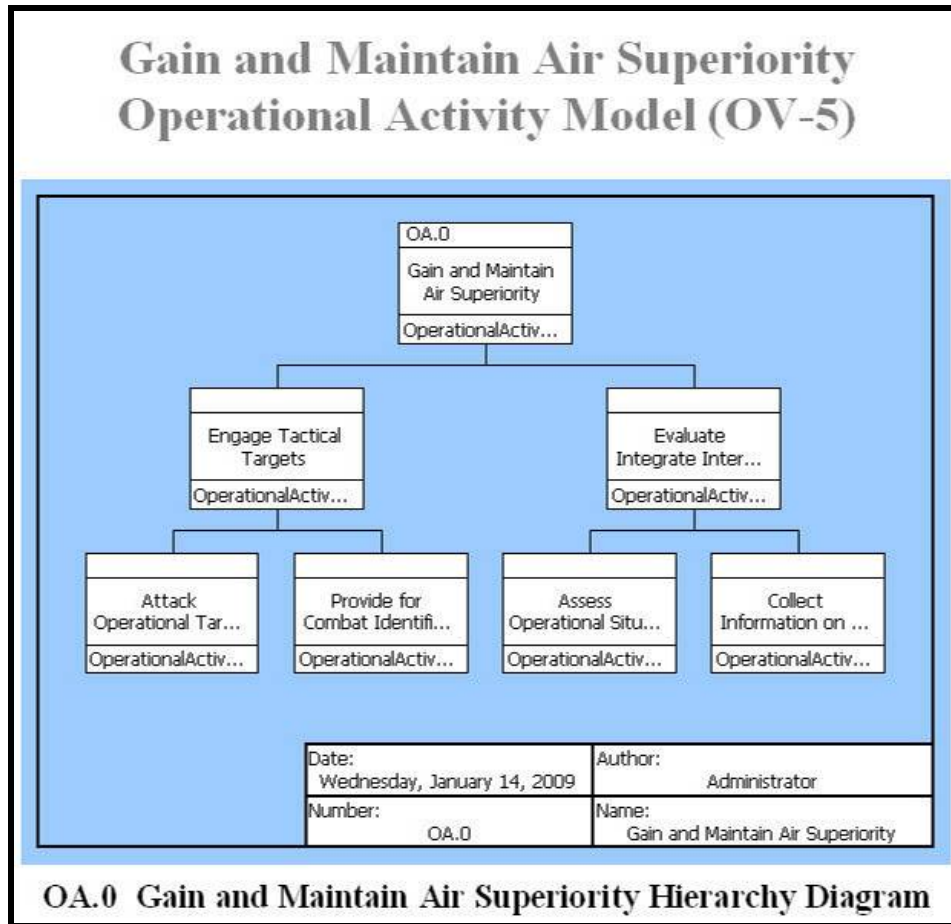 Gain and Maintain Air Superiority
Operational Activity Model (OV-5)
OA.0
Gain and Maintain
Air Superiority
OperationalActiv...
Engage Tactical
Targets
OperationalActiv...
Evaluate
Integrate Inter...
OperationalActiv...
Attack
Operational Tar...
OperationalActiv...
Provide for
Combat Identifi...
OperationalActiv...
Assess
Operational Situ...
OperationalActiv...
Collect
Information on ...
OperationalActiv...
Date:
Wednesday, January 14, 2009
Author:
Administrator
Number:
OA.0
Name:
Gain and Maintain Air Superiority
OA.0 Gain and Maintain Air Superiority Hierarchy Diagram